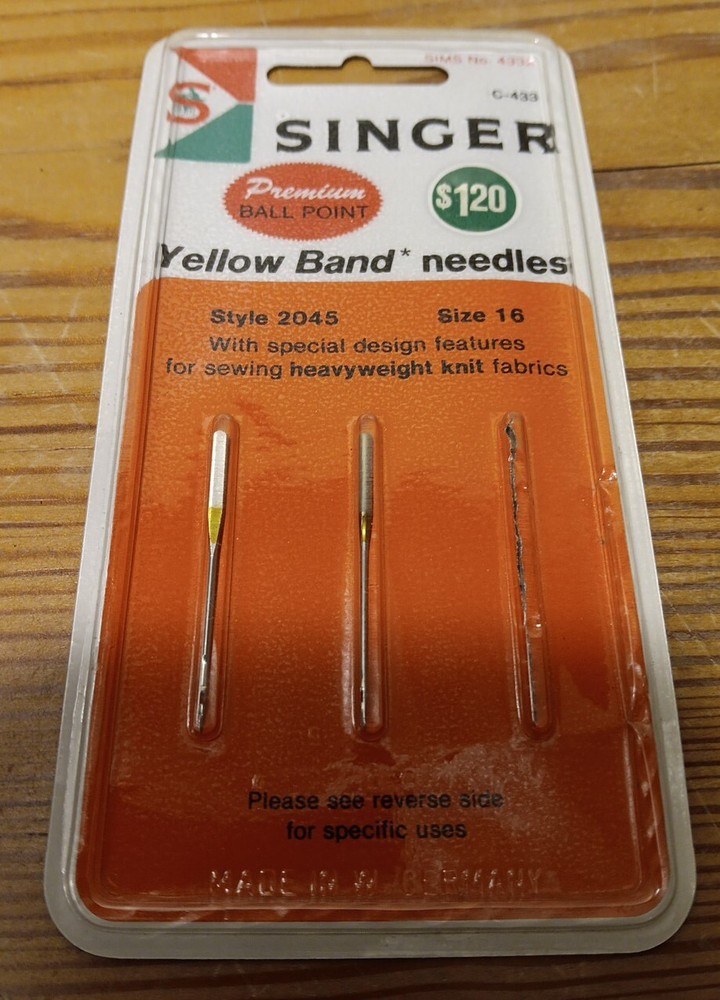 SIMS No. 433
C-433
S
SINGER
Premium
BALL POINT
$120
Yellow Band* needles
Style 2045 Size 16
With special design features
for sewing heavyweight knit fabrics
Please see reverse side
for specific uses
MADE IN W. GERMANY